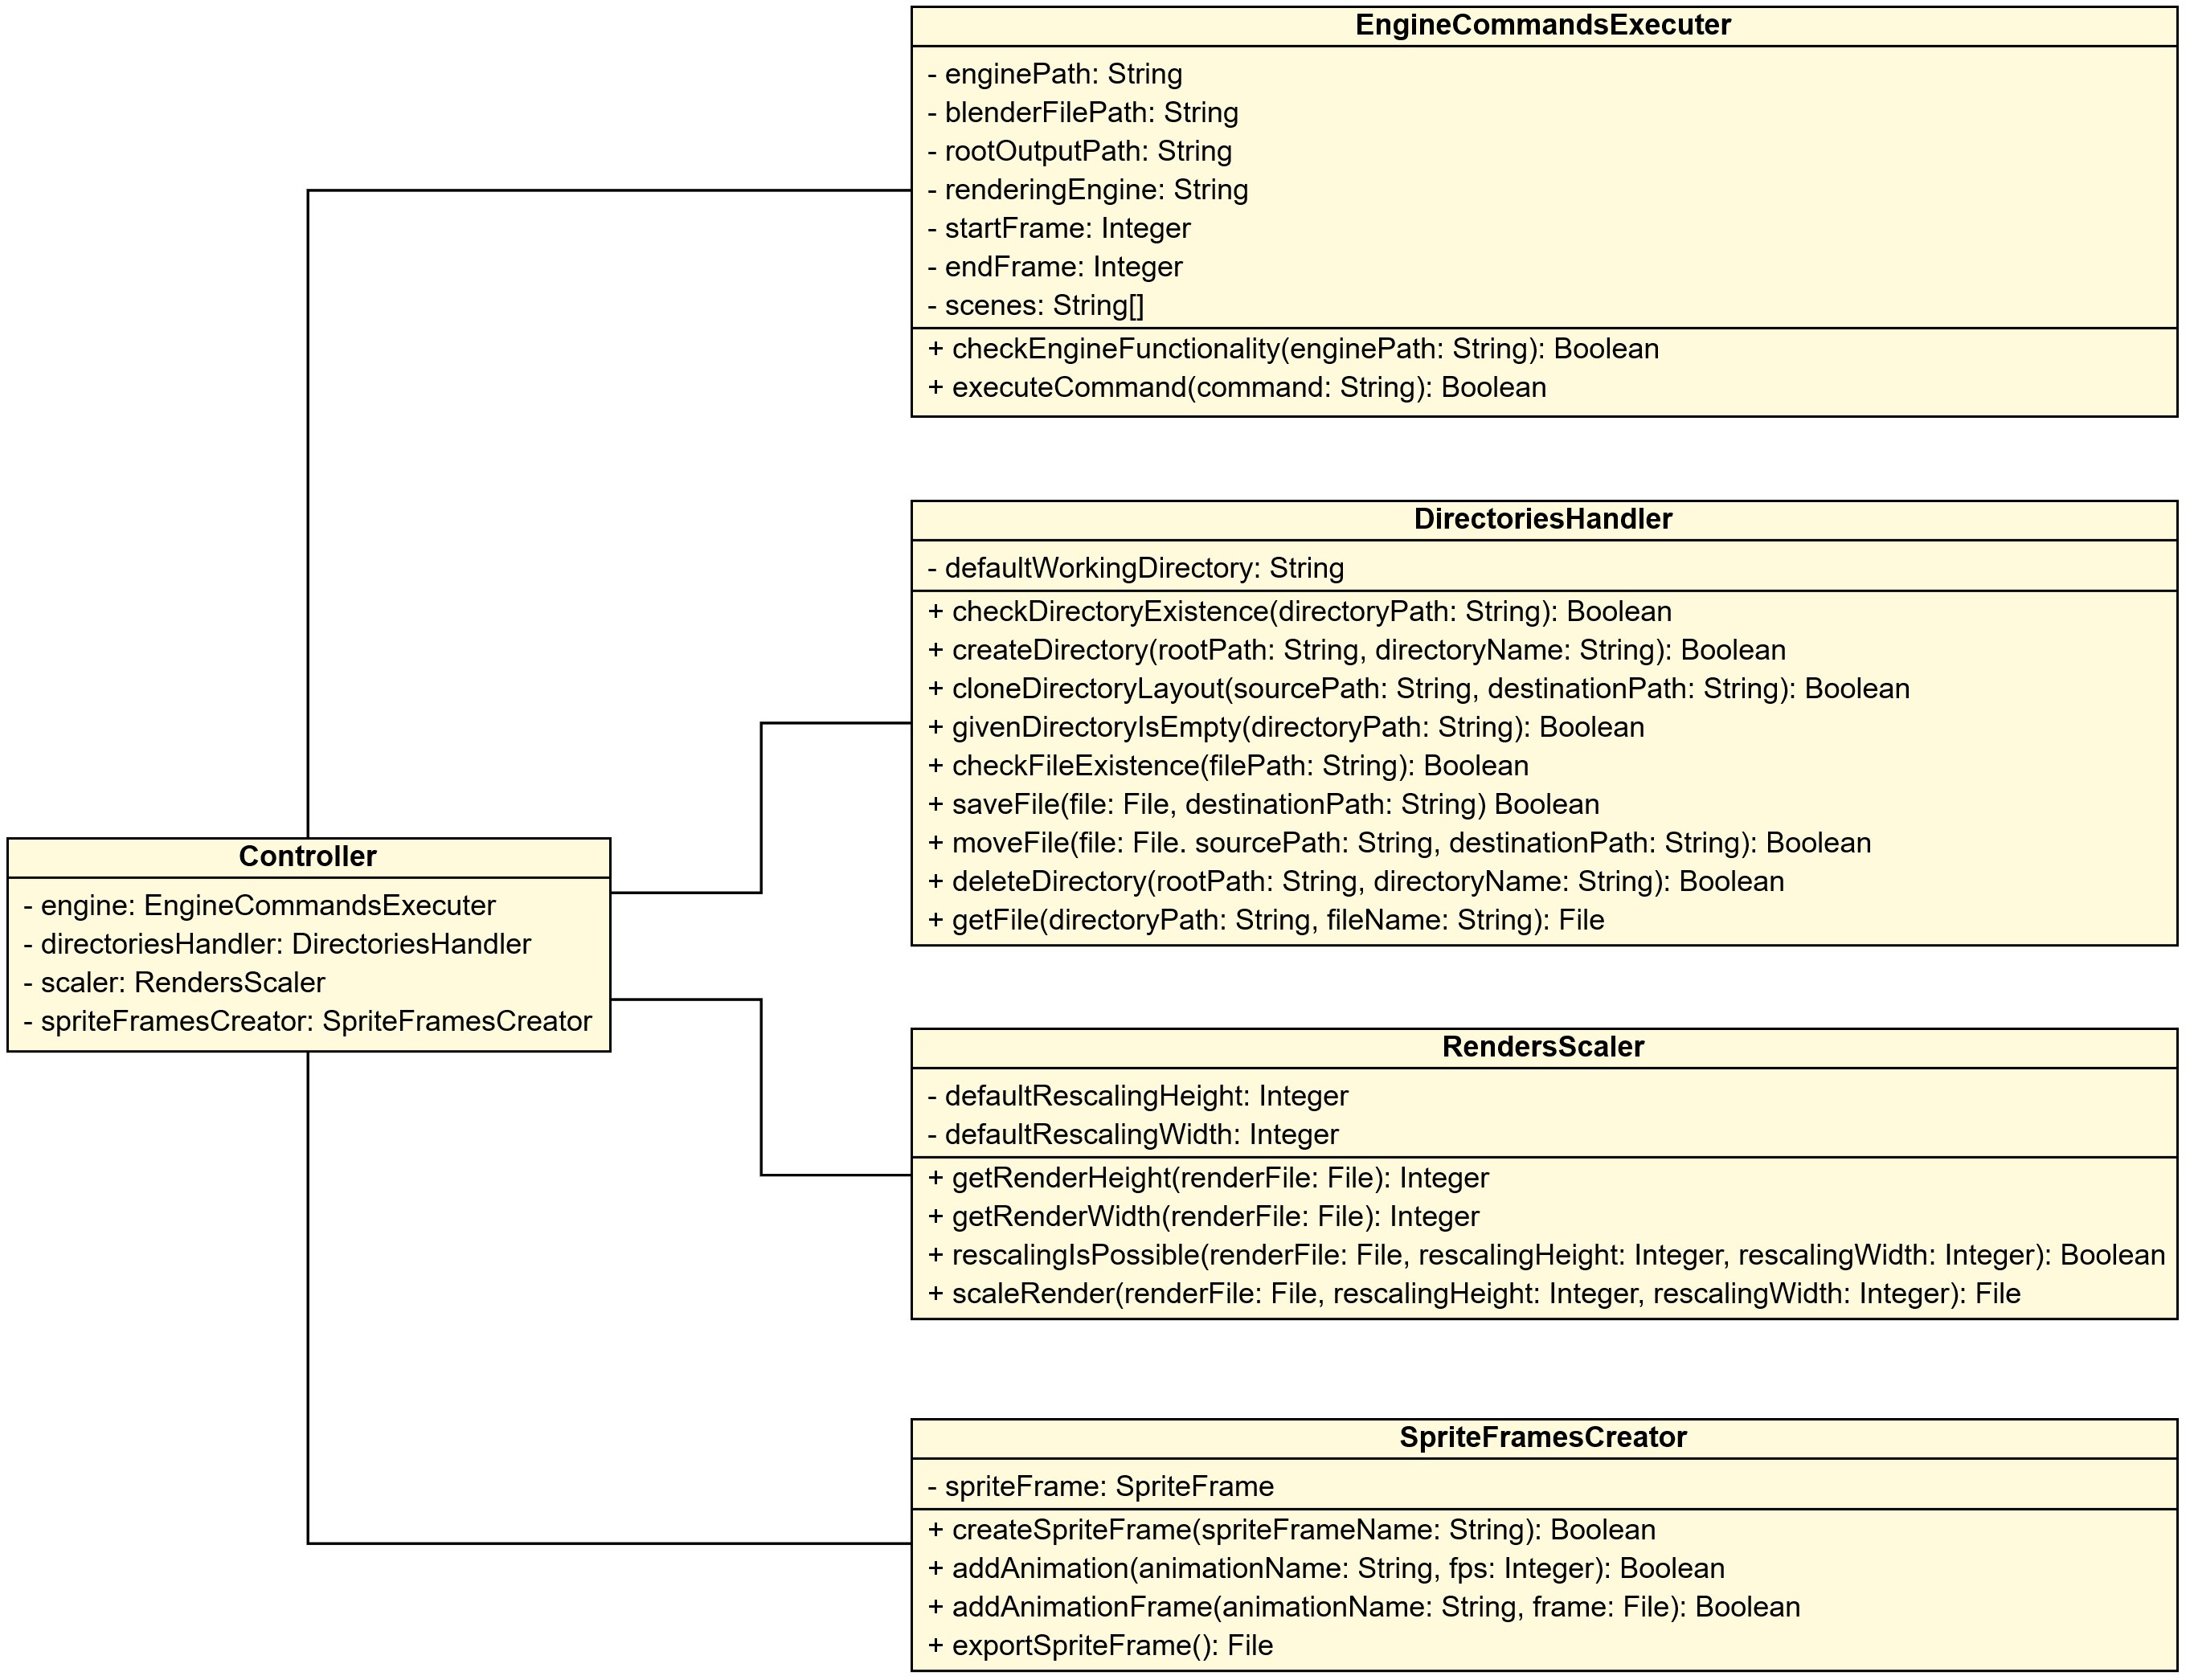 EngineCommandsExecuter
- enginePath: String
- blenderFilePath: String
- rootOutputPath: String
- renderingEngine: String
- startFrame: Integer
- endFrame: Integer
- scenes: String[]
+ checkEngineFunctionality(enginePath: String): Boolean
+ executeCommand(command: String): Boolean
DirectoriesHandler
- defaultWorkingDirectory: String
+ checkDirectoryExistence(directoryPath: String): Boolean
+ createDirectory(rootPath: String, directoryName: String): Boolean
+ cloneDirectoryLayout(sourcePath: String, destinationPath: String): Boolean
+ givenDirectoryIsEmpty(directoryPath: String): Boolean
+ checkFileExistence(filePath: String): Boolean
+ saveFile(file: File, destinationPath: String) Boolean
+ moveFile(file: File. sourcePath: String, destinationPath: String): Boolean
+ deleteDirectory(rootPath: String, directoryName: String): Boolean
+ getFile(directoryPath: String, fileName: String): File
Controller
- engine: EngineCommandsExecuter
- directoriesHandler: DirectoriesHandler
- scaler: RendersScaler
- spriteFramesCreator: SpriteFramesCreator
RendersScaler
- defaultRescalingHeight: Integer
- defaultRescalingWidth: Integer
+ getRenderHeight(renderFile: File): Integer
+ getRenderWidth(renderFile: File): Integer
+ rescalingIsPossible(renderFile: File, rescalingHeight: Integer, rescalingWidth: Integer): Boolean
+ scaleRender(renderFile: File, rescalingHeight: Integer, rescalingWidth: Integer): File
SpriteFramesCreator
- spriteFrame: SpriteFrame
+ createSpriteFrame(spriteFrameName: String): Boolean
+ addAnimation(animationName: String, fps: Integer): Boolean
+ addAnimationFrame(animationName: String, frame: File): Boolean
+ exportSpriteFrame(): File